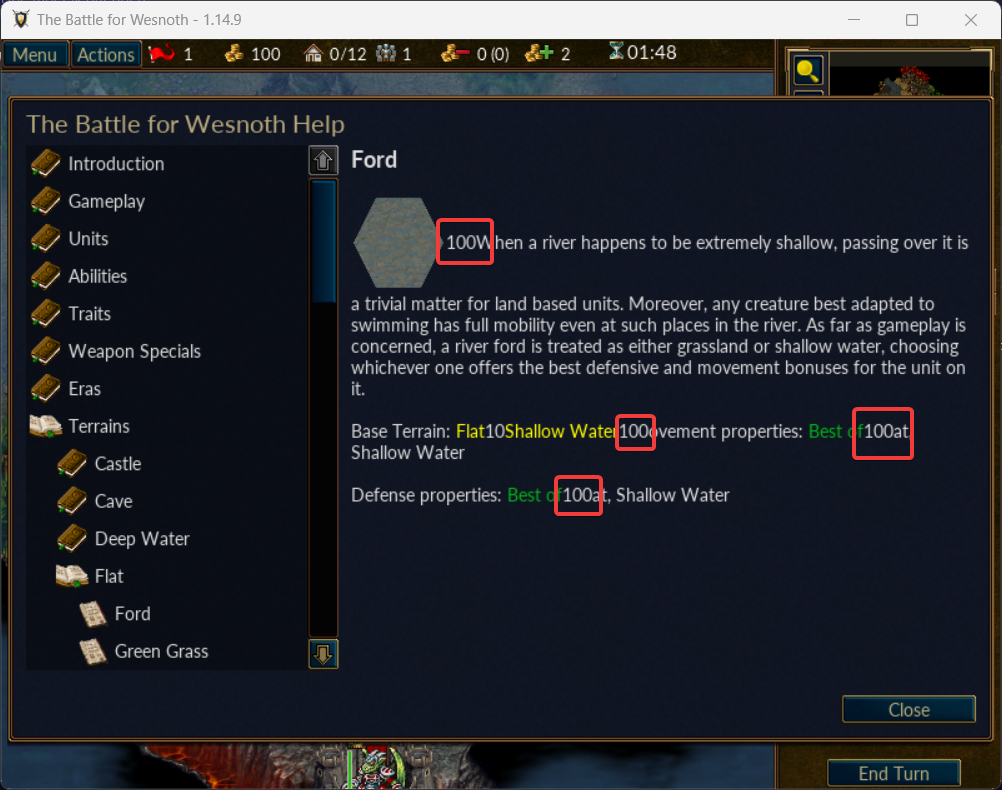 The Battle for Wesnoth - 1.14.9
Menu Actions 1 100 0/12 1 0 (0) 2 01:48
The Battle for Wesnoth Help
Introduction
Gameplay
Units
Abilities
Traits
Weapon Specials
Eras
Terrains
Castle
Cave
Deep Water
Flat
Ford
Green Grass
Ford
100When a river happens to be extremely shallow, passing over it is
a trivial matter for land based units. Moreover, any creature best adapted to
swimming has full mobility even at such places in the river. As far as gameplay is
concerned, a river ford is treated as either grassland or shallow water, choosing
whichever one offers the best defensive and movement bonuses for the unit on
it.
Base Terrain: Flat10Shallow Water100ovement properties: Best of100at,
Shallow Water
Defense properties: Best of100at, Shallow Water
Close
End Turn